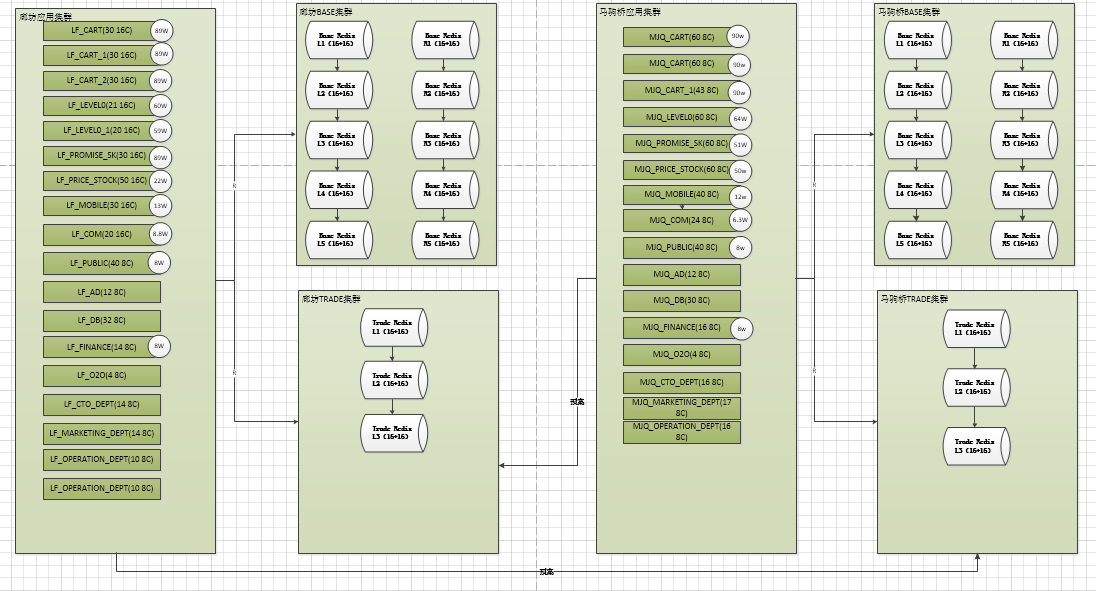 廊坊应用集群
LF_CART(30 16C)
89W
LF_CART_1(30 16C)
89W
LF_CART_2(30 16C)
89W
LF_LEVEL0(21 16C)
60W
LF_LEVEL0_1(20 16C)
59W
LF_PROMISE_SK(30 16C)
89W
LF_PRICE_STOCK(50 16C)
22W
LF_MOBILE(30 16C)
13W
LF_COM(20 16C)
8.8W
LF_PUBLIC(40 8C)
8W
LF_AD(12 8C)
LF_DB(32 8C)
LF_FINANCE(14 8C)
8W
LF_O2O(4 8C)
LF_CTO_DEPT(14 8C)
LF_MARKETING_DEPT(14 8C)
LF_OPERATION_DEPT(10 8C)
LF_OPERATION_DEPT(10 8C)
廊坊BASE集群
Base Redis
L1 (16*16)
Base Redis
R1 (16*16)
Base Redis
L2 (16*16)
Base Redis
R2 (16*16)
Base Redis
L3 (16*16)
Base Redis
R3 (16*16)
Base Redis
L4 (16*16)
Base Redis
R4 (16*16)
Base Redis
L5 (16*16)
Base Redis
R5 (16*16)
廊坊TRADE集群
Trade Redis
L1 (16*16)
Trade Redis
L2 (16*16)
Trade Redis
L3 (16*16)
马驹桥应用集群
MJQ_CART(60 8C)
90w
MJQ_CART(60 8C)
90w
MJQ_CART_1(43 8C)
90w
MJQ_LEVEL0(60 8C)
64W
MJQ_PROMISE_SK(60 8C)
51W
MJQ_PRICE_STOCK(60 8C)
50w
MJQ_MOBILE(40 8C)
12w
MJQ_COM(24 8C)
6.3W
MJQ_PUBLIC(40 8C)
8w
MJQ_AD(12 8C)
MJQ_DB(30 8C)
MJQ_FINANCE(16 8C)
8w
MJQ_O2O(4 8C)
MJQ_CTO_DEPT(16 8C)
MJQ_MARKETING_DEPT(17
8C)
MJQ_OPERATION_DEPT(16
8C)
马驹桥BASE集群
Base Redis
L1 (16*16)
Base Redis
R1 (16*16)
Base Redis
L2 (16*16)
Base Redis
R2 (16*16)
Base Redis
L3 (16*16)
Base Redis
R3 (16*16)
Base Redis
L4 (16*16)
Base Redis
R4 (16*16)
Base Redis
L5 (16*16)
Base Redis
R5 (16*16)
马驹桥TRADE集群
Trade Redis
L1 (16*16)
Trade Redis
L2 (16*16)
Trade Redis
L3 (16*16)